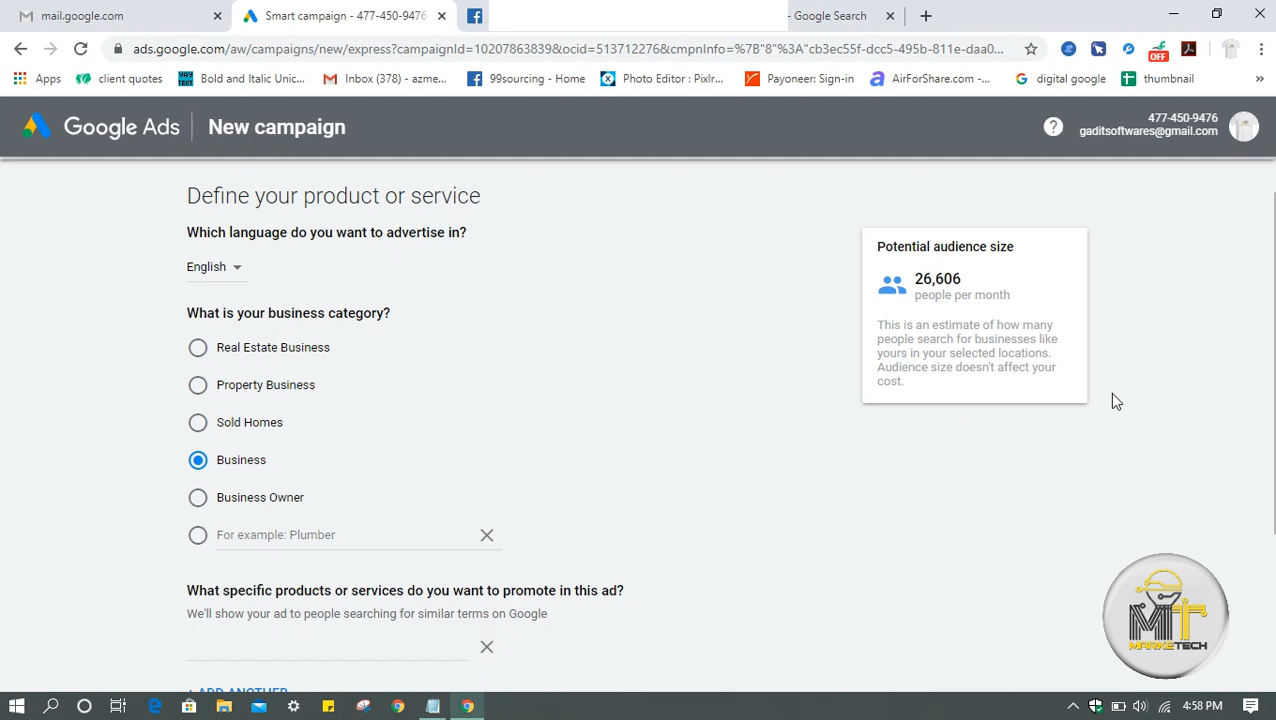 mail.google.com
Smart campaign - 477-450-9476
- Google Search
ads.google.com/aw/campaigns/new/express?campaignId=10207863839&ocid=513712276&cmpnInfo=%7B"8"%3A"cb3ec55f-dcc5-495b-811e-daa0...
OFF
Apps
client quotes
YAY TEXT
Bold and Italic Unic...
Inbox (378) - azme...
99sourcing - Home
Photo Editor : Pixlr...
Payoneer: Sign-in
AirForShare.com -...
digital google
thumbnail
»
Google Ads
New campaign
477-450-9476
gaditsoftwares@gmail.com
Define your product or service
Which language do you want to advertise in?
English
Potential audience size
26,606
people per month
This is an estimate of how many
people search for businesses like
yours in your selected locations.
Audience size doesn't affect your
cost.
What is your business category?
Real Estate Business
Property Business
Sold Homes
Business
Business Owner
For example: Plumber
What specific products or services do you want to promote in this ad?
We'll show your ad to people searching for similar terms on Google
+ ADD ANOTHER
MT
MARKETECH
4:58 PM